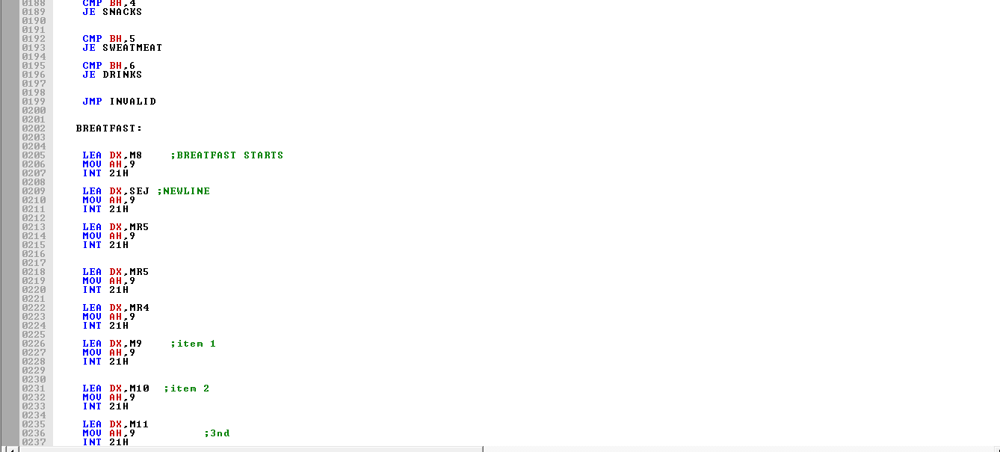 0188 CMP BH,4
0189 JE SNACKS
0190
0191
0192 CMP BH,5
0193 JE SWEATMEAT
0194
0195 CMP BH,6
0196 JE DRINKS
0197
0198
0199 JMP INVALID
0200
0201
0202 BREATFAST:
0203
0204
0205 LEA DX,M8 ;BREATFAST STARTS
0206 MOV AH,9
0207 INT 21H
0208
0209 LEA DX,SEJ ;NEWLINE
0210 MOV AH,9
0211 INT 21H
0212
0213 LEA DX,MR5
0214 MOV AH,9
0215 INT 21H
0216
0217
0218 LEA DX,MR5
0219 MOV AH,9
0220 INT 21H
0221
0222 LEA DX,MR4
0223 MOV AH,9
0224 INT 21H
0225
0226 LEA DX,M9 ;item 1
0227 MOV AH,9
0228 INT 21H
0229
0230
0231 LEA DX,M10 ;item 2
0232 MOV AH,9
0233 INT 21H
0234
0235 LEA DX,M11
0236 MOV AH,9 ;3nd
0237 INT 21H